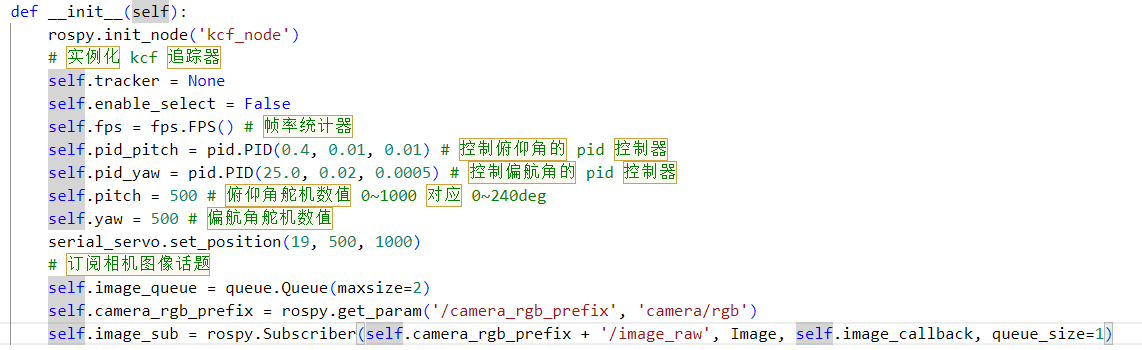 def __init__(self):
    rospy.init_node('kcf_node')
    # 实例化 kcf 追踪器
    self.tracker = None
    self.enable_select = False
    self.fps = fps.FPS() # 帧率统计器
    self.pid_pitch = pid.PID(0.4, 0.01, 0.01) # 控制俯仰角的 pid 控制器
    self.pid_yaw = pid.PID(25.0, 0.02, 0.0005) # 控制偏航角的 pid 控制器
    self.pitch = 500 # 俯仰角舵机数值 0~1000 对应 0~240deg
    self.yaw = 500 # 偏航角舵机数值
    serial_servo.set_position(19, 500, 1000)
    # 订阅相机图像话题
    self.image_queue = queue.Queue(maxsize=2)
    self.camera_rgb_prefix = rospy.get_param('/camera_rgb_prefix', 'camera/rgb')
    self.image_sub = rospy.Subscriber(self.camera_rgb_prefix + '/image_raw', Image, self.image_callback, queue_size=1)